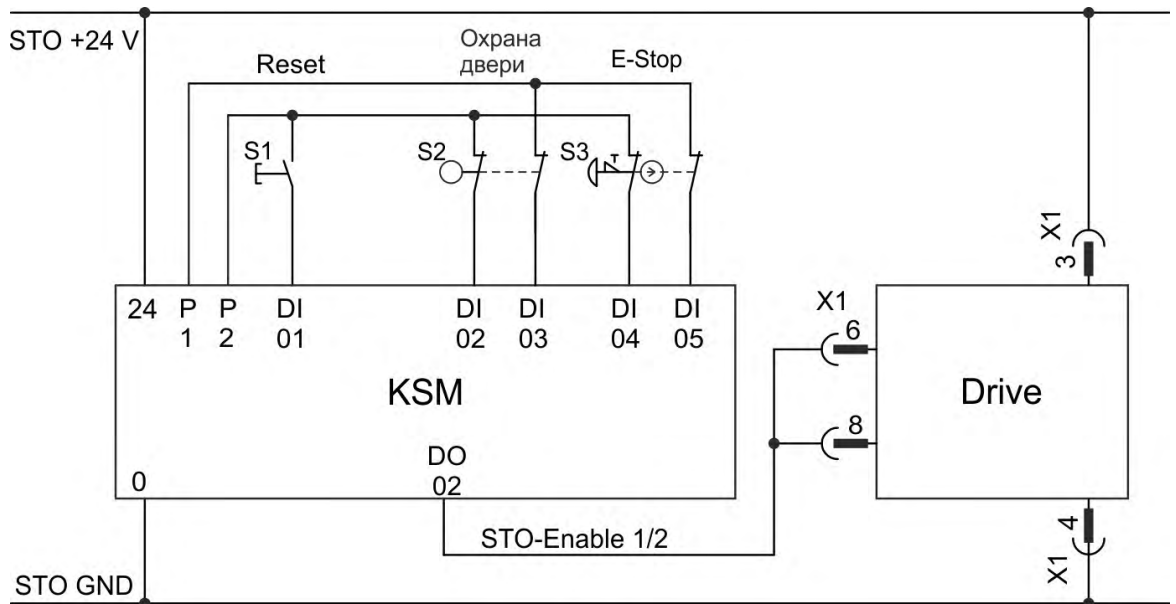 STO +24 V
Reset
Охрана
двери
E-Stop
S1
S2
S3
X1
3
24 P P DI DI DI DI DI
1 2 01 02 03 04 05
X1
6
KSM
Drive
8
DO
0
02
4
STO-Enable 1/2
X1
STO GND